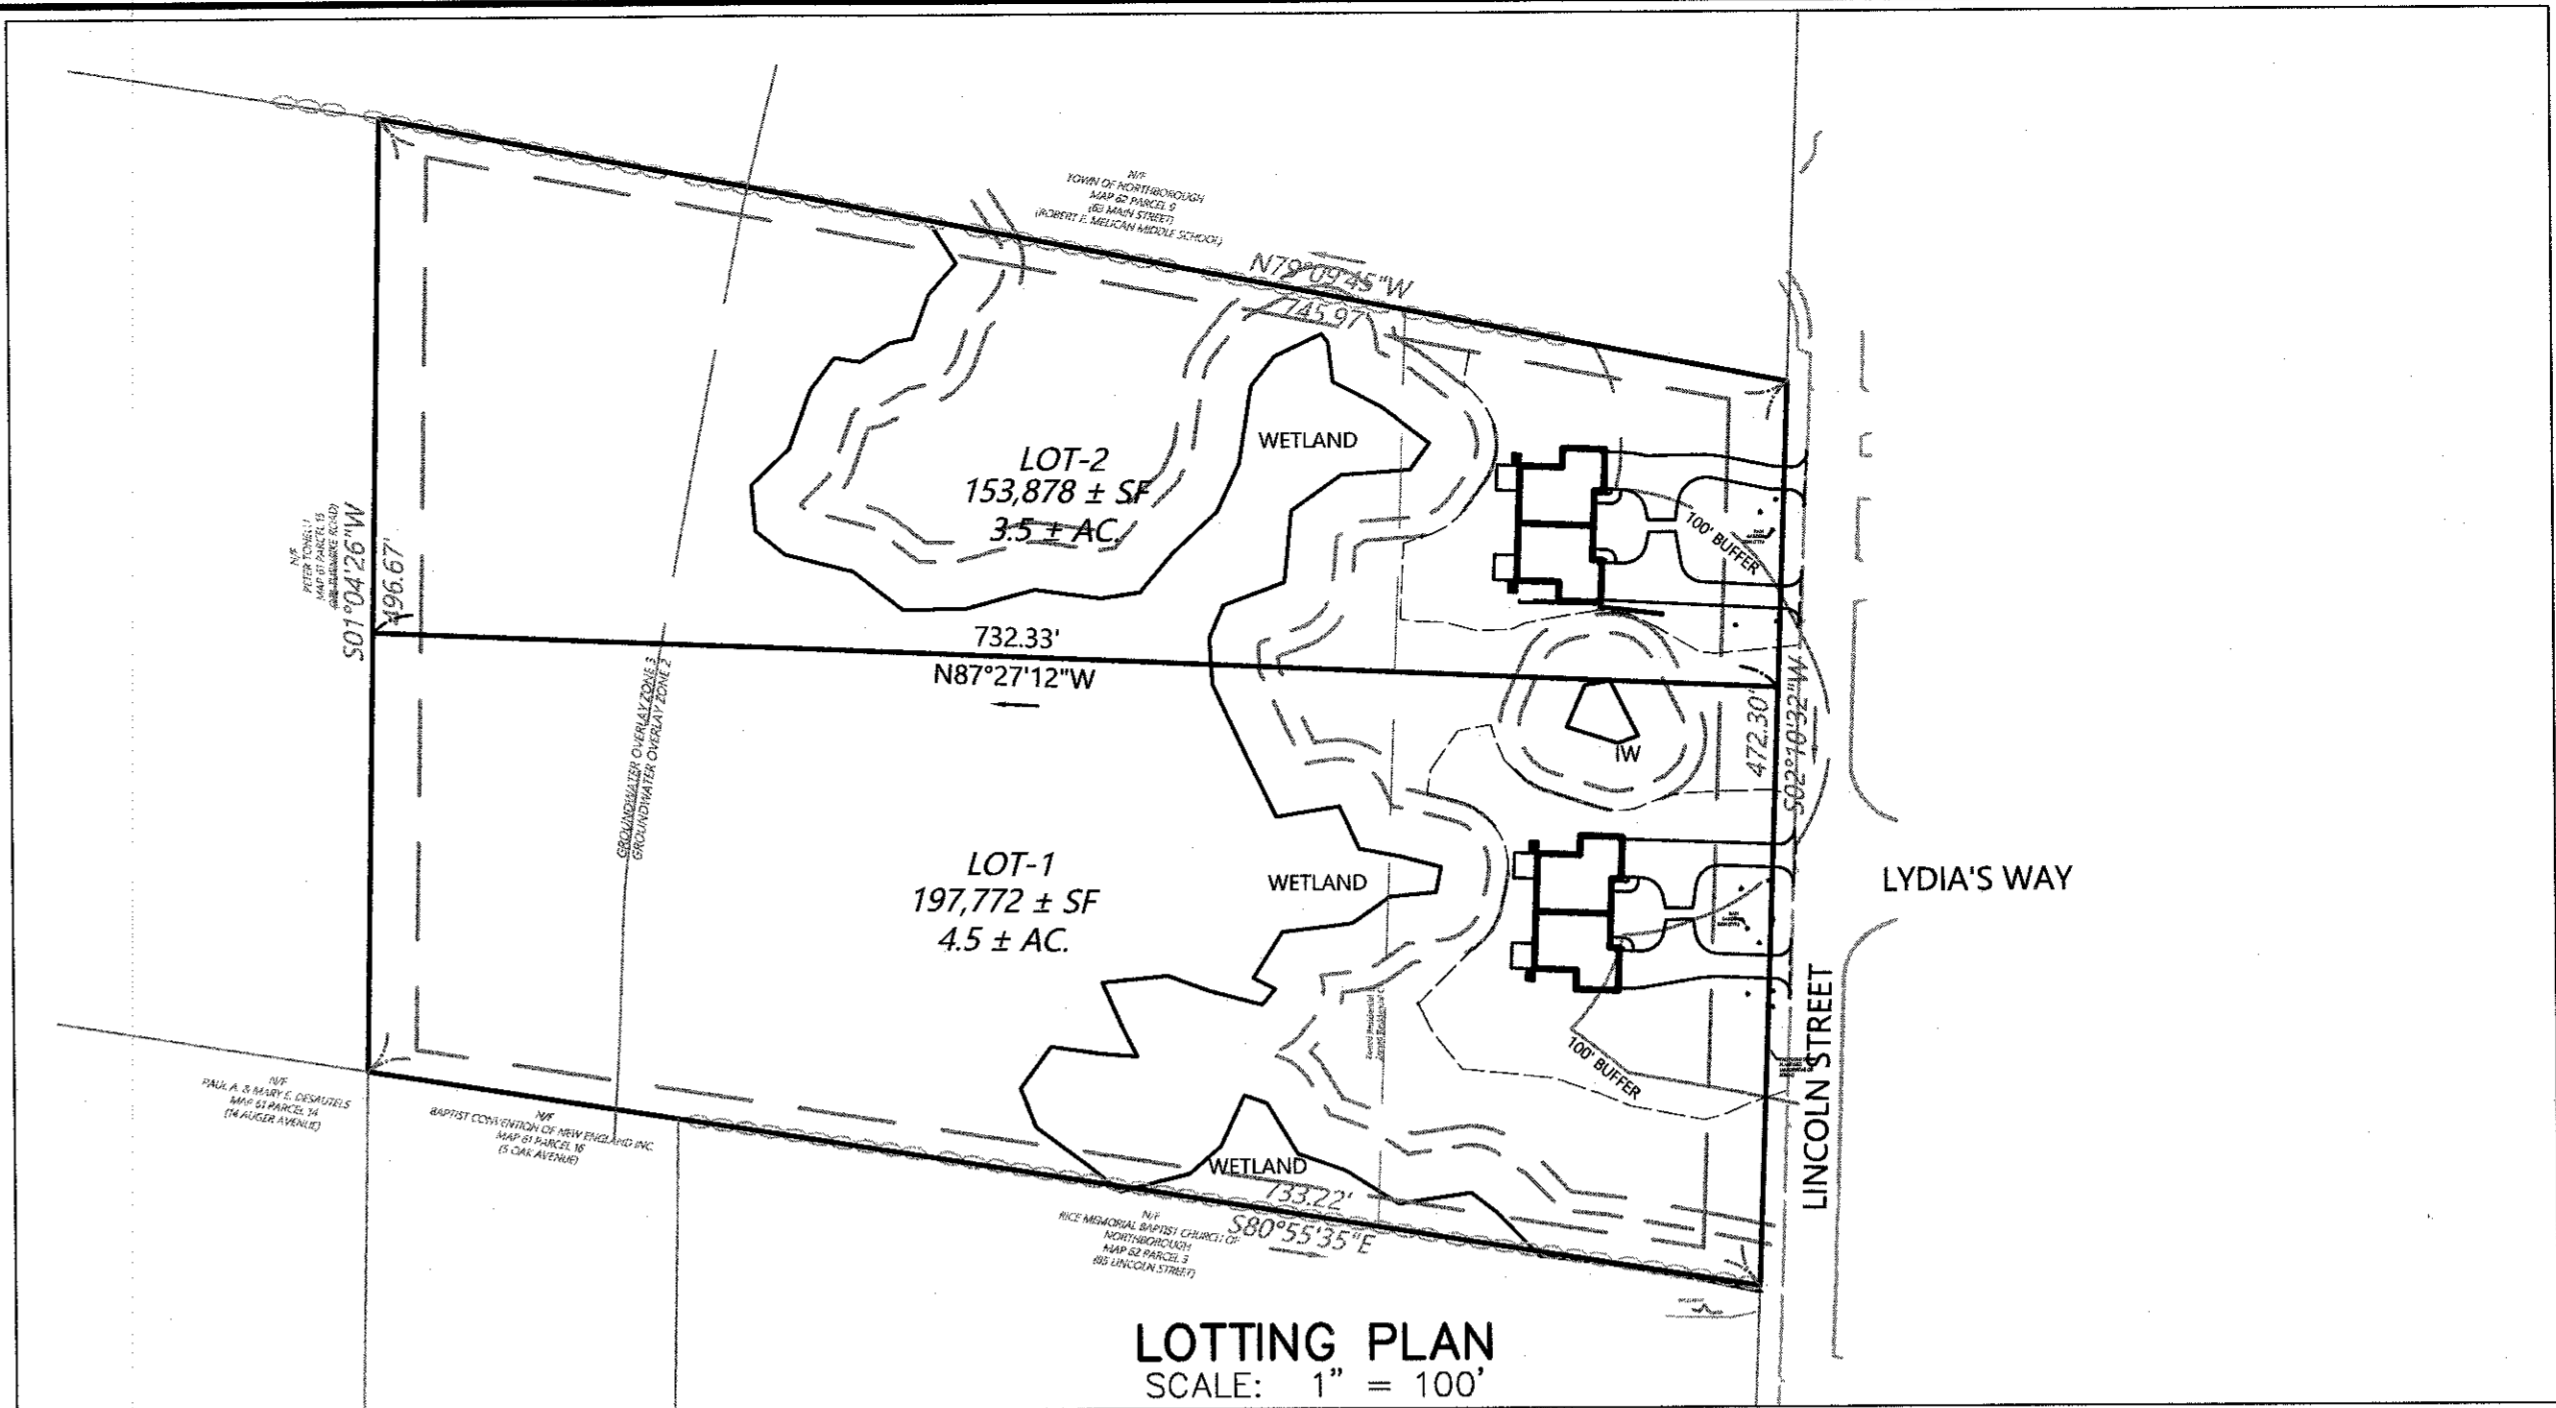 N/F
TOWN OF NORTHBOROUGH
MAP 62 PARCEL 9
(63 MAIN STREET)
(ROBERT E. MELICAN MIDDLE SCHOOL)
N79°09'45"W
745.97'
WETLAND
LOT-2
153,878 ± SF
3.5 ± AC.
100' BUFFER
N/F
PETER TONELLI
MAP 61 PARCEL 15
S01°04'26"W
496.67'
732.33'
N87°27'12"W
GROUNDWATER OVERLAY ZONE 3
GROUNDWATER OVERLAY ZONE 2
IW
472.30'
S02°10'32"W
LOT-1
197,772 ± SF
4.5 ± AC.
WETLAND
LYDIA'S WAY
LINCOLN STREET
100' BUFFER
N/F
PAUL A. & MARY E. DESAUTELS
MAP 61 PARCEL 14
(14 AUGER AVENUE)
N/F
BAPTIST CONVENTION OF NEW ENGLAND INC.
MAP 61 PARCEL 16
(5 OAK AVENUE)
WETLAND
733.22'
S80°55'35"E
N/F
RICE MEMORIAL BAPTIST CHURCH OF
NORTHBOROUGH
MAP 62 PARCEL 3
(85 LINCOLN STREET)
LOTTING PLAN
SCALE: 1" = 100'